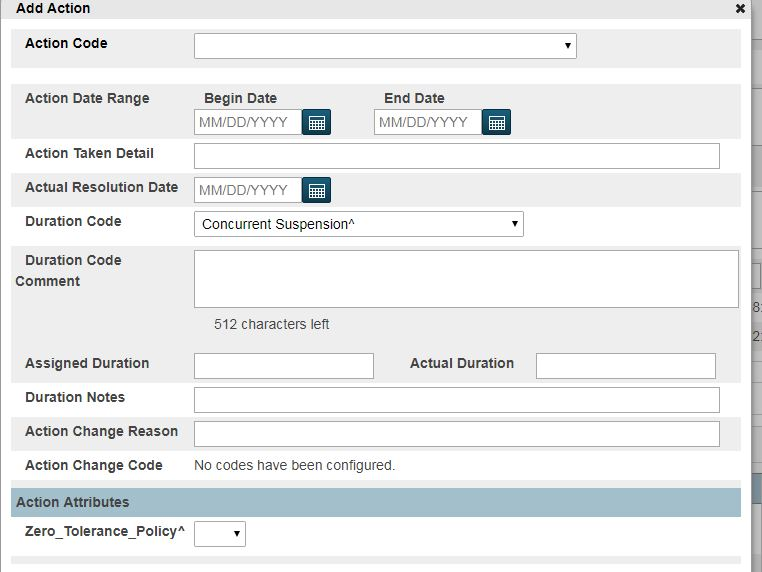 Add Action ✖
Action Code
Action Date Range Begin Date End Date
MM/DD/YYYY MM/DD/YYYY
Action Taken Detail
Actual Resolution Date MM/DD/YYYY
Duration Code Concurrent Suspension^
Duration Code
Comment
512 characters left
Assigned Duration Actual Duration
Duration Notes
Action Change Reason
Action Change Code No codes have been configured.
Action Attributes
Zero_Tolerance_Policy^